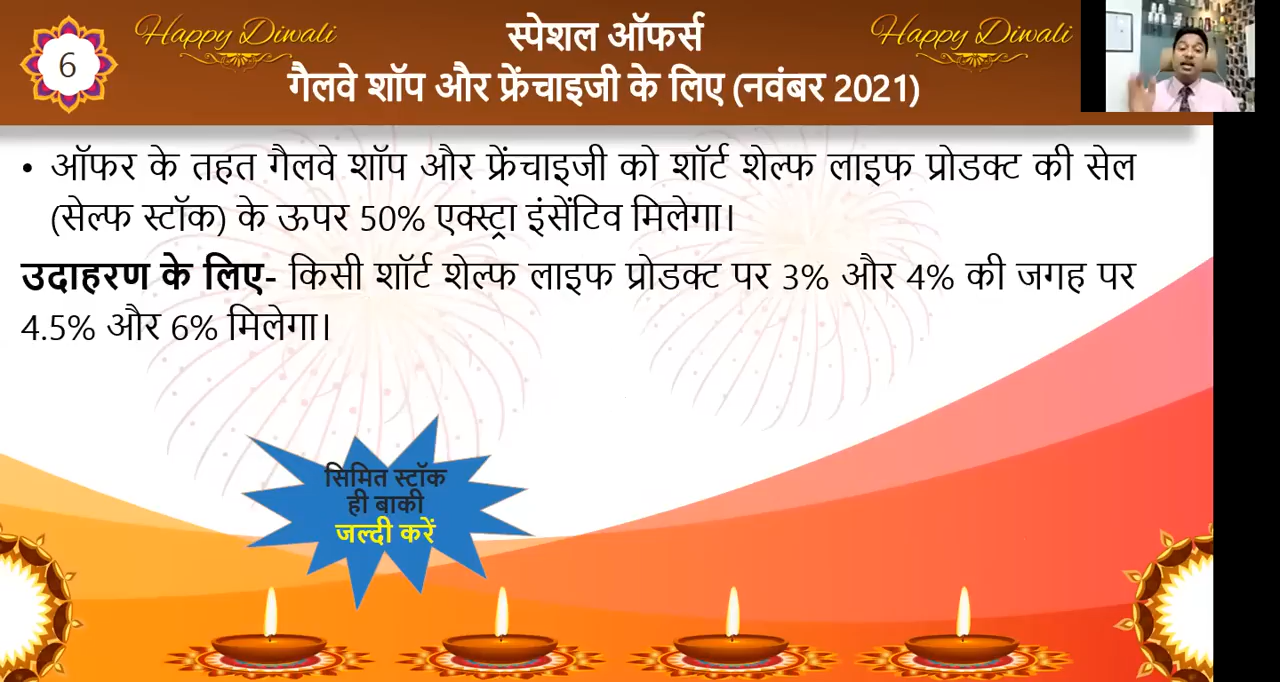 6
Happy Diwali
स्पेशल ऑफर्स
Happy Diwali
गैलवे शॉप और फ्रेंचाइजी के लिए (नवंबर 2021)
• ऑफर के तहत गैलवे शॉप और फ्रेंचाइजी को शॉर्ट शेल्फ लाइफ प्रोडक्ट की सेल
(सेल्फ स्टॉक) के ऊपर 50% एक्स्ट्रा इंसेंटिव मिलेगा।
उदाहरण के लिए- किसी शॉर्ट शेल्फ लाइफ प्रोडक्ट पर 3% और 4% की जगह पर
4.5% और 6% मिलेगा।
सिमित स्टॉक
ही बाकी
जल्दी करें